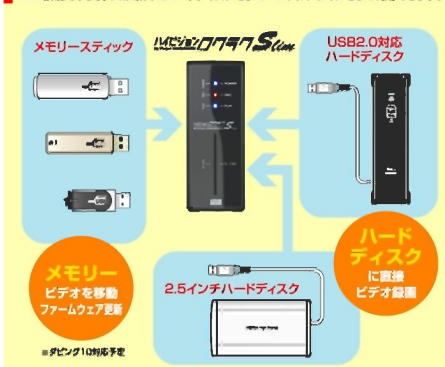 メモリースティック
ハイビジョンロクラクSlim
USB2.0対応
ハードディスク
メモリー
ビデオを移動
ファームウェア更新
2.5インチハードディスク
ハード
ディスク
に直接
ビデオ録画
※ダビング10対応予定